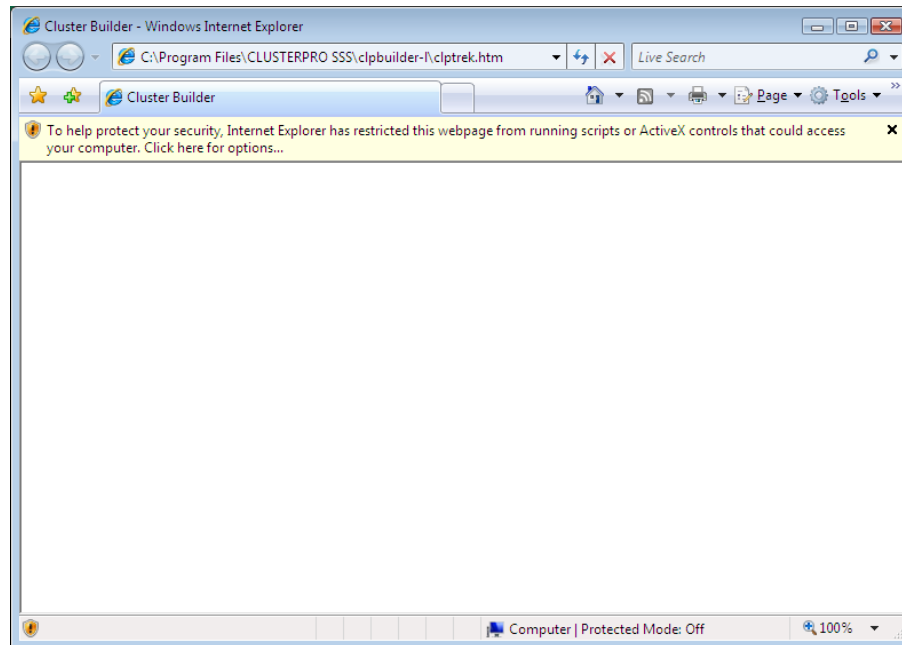 Cluster Builder - Windows Internet Explorer
C:\Program Files\CLUSTERPRO SSS\clpbuilder-l\clptrek.htm
Live Search
Cluster Builder
Page
Tools
To help protect your security, Internet Explorer has restricted this webpage from running scripts or ActiveX controls that could access
your computer. Click here for options...
Computer | Protected Mode: Off
100%